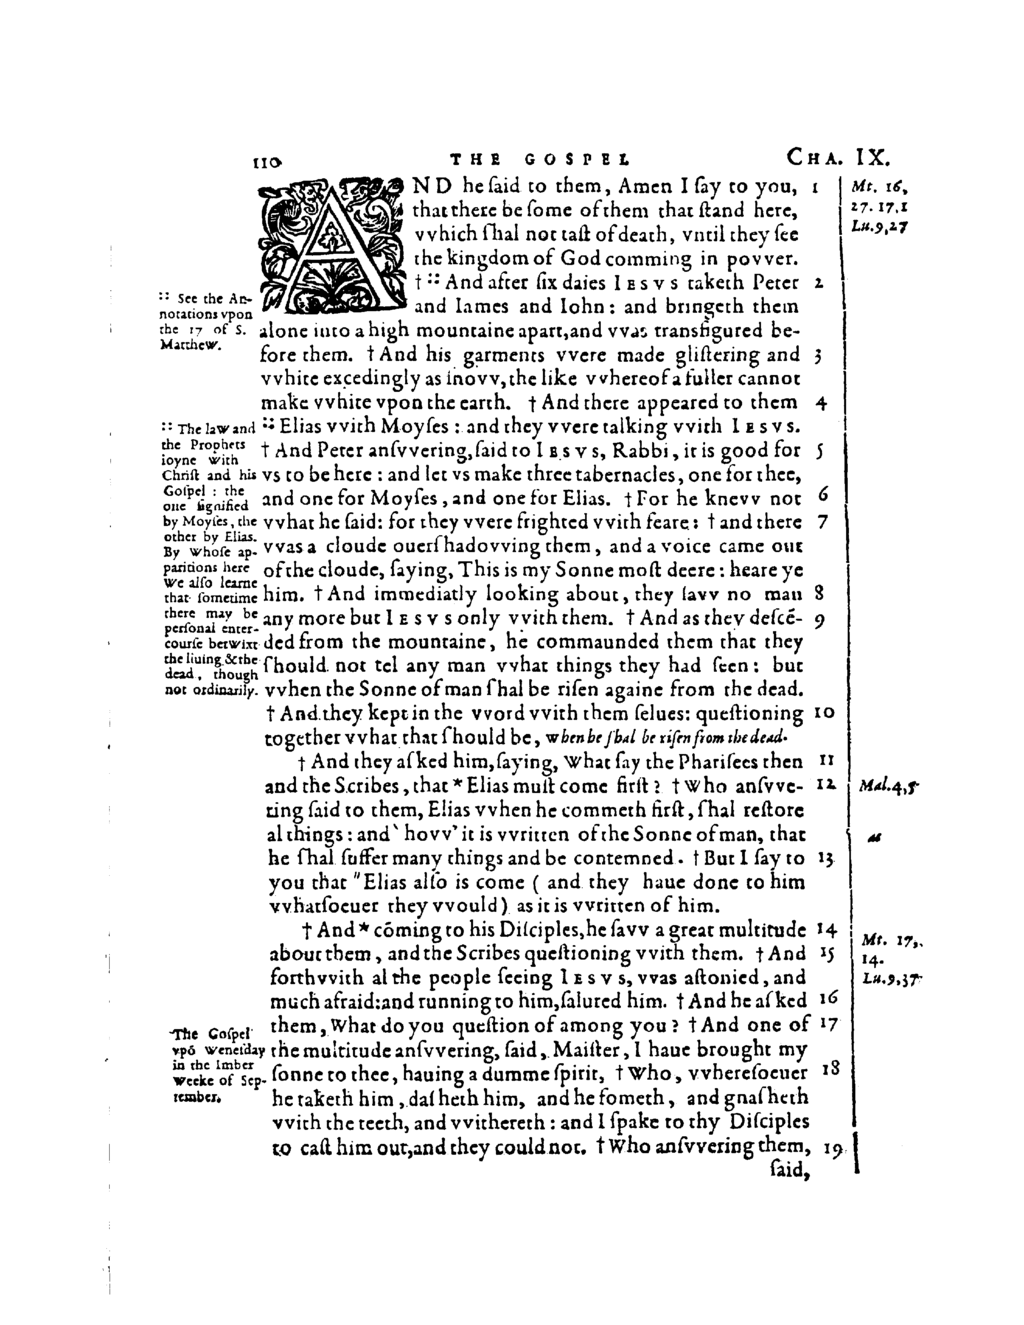 110 THE GOSPEL CHA. IX.
AND he ſaid to them, Amen I ſay to you, 1
that there be ſome of them that ſtand here,
vvhich ſhal not taſt of death, vntil they ſee
the kingdom of God comming in povver.
† :: And after ſix daies IESVS taketh Peter 2
and Iames and Iohn: and bringeth them
alone into a high mountaine apart, and vvas transfigured be-
fore them. † And his garments vvere made gliſtering and 3
vvhite excedingly as ſnovv, the like vvhereof a fuller cannot
make vvhite vpon the earth. † And there appeared to them 4
:: Elias vvith Moyſes: and they vvere talking vvith IESVS.
† And Peter anſvvering, ſaid to IESVS, Rabbi, it is good for 5
vs to be here: and let vs make three tabernacles, one for thee,
and one for Moyſes, and one for Elias. † For he knevv not 6
vvhat he ſaid: for they vvere frighted vvith feare: † and there 7
vvas a cloude ouerſhadovving them, and a voice came out
of the cloude, ſaying, This is my Sonne moſt deere: heare ye
him. † And immediatly looking about, they ſavv no man 8
any more but IESVS only vvith them. † And as they deſcē- 9
ded from the mountaine, he commaunded them that they
ſhould not tel any man vvhat things they had ſeen: but
vvhen the Sonne of man ſhal be riſen againe from the dead.
† And they kept in the vvord vvith them ſelues: queſtioning 10
together vvhat that ſhould be, when he ſhal be riſen from the dead.
† And they aſked him, ſaying, What ſay the Phariſees then 11
and the Scribes, that * Elias muſt come firſt? † Who anſvve- 12
ring ſaid to them, Elias vvhen he commeth firſt, ſhal reſtore
al things: and ‵ hovv′ it is vvritten of the Sonne of man, that
he ſhal ſuffer many things and be contemned. † But I ſay to 13
you that "Elias alſo is come ( and they haue done to him
vvhatſoeuer they vvould) as it is vvritten of him.
† And * cōming to his Diſciples, he ſavv a great multitude 14
about them, and the Scribes queſtioning vvith them. † And 15
forthvvith al the people ſeeing IESVS, vvas aſtonied, and
much afraid: and running to him, ſaluted him. † And he aſked 16
them, What do you queſtion of among you? † And one of 17
the multitude anſvvering, ſaid, Maiſter, I haue brought my
ſonne to thee, hauing a dumme ſpirit, † Who, vvhereſoeuer 18
he taketh him, daſheth him, and he fometh, and gnaſheth
vvith the teeth, and vvithereth: and I ſpake to thy Diſciples
to caſt him out, and they could not. † Who anſvvering them, 19
ſaid,
:: See the An-
notations vpon
the 17 of S.
Matthew.
:: The law and
the Prophets
ioyne with
Chriſt and his
Goſpel: the
one ſignified
by Moyſes, the
other by Elias.
By whoſe ap-
paritions here
We alſo learne
that ſometime
there may be
perſonal enter-
courſe betwixt
the liuing & the
dead, though
not ordinarily.
The Goſpel
vpō Weneſday
in the Imber
weeke of Sep-
tember.
Mt. 16,
27. 17,1
Lu.9,27
Mal.4,5
Mt. 17,
14.
Lu.9,37